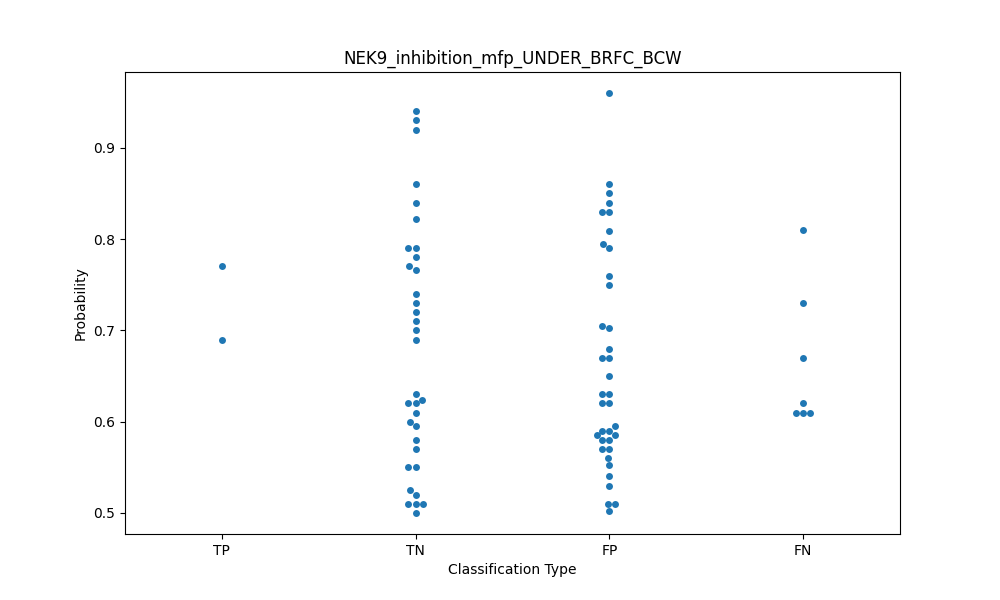 NEK9_inhibition_mfp_UNDER_BRFC_BCW
Probability
0.9
0.8
0.7
0.6
0.5
TP TN FP FN
Classification Type